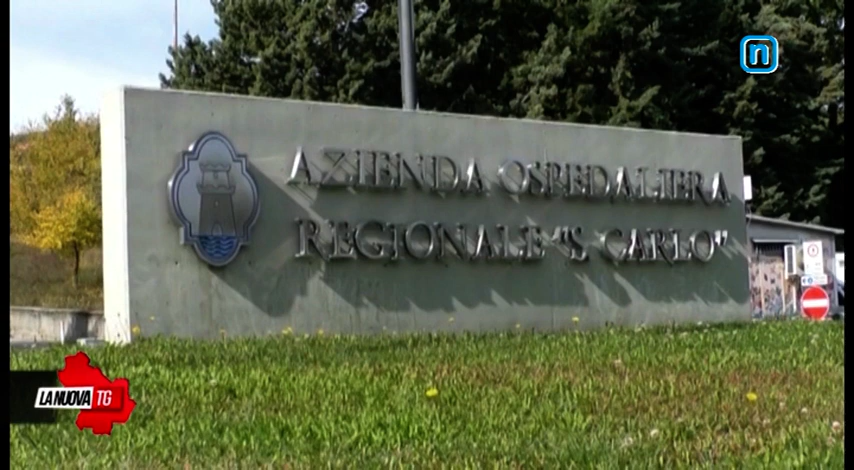 n
AZIENDA OSPEDALIERA
REGIONALE "S. CARLO"
LA NUOVA TG